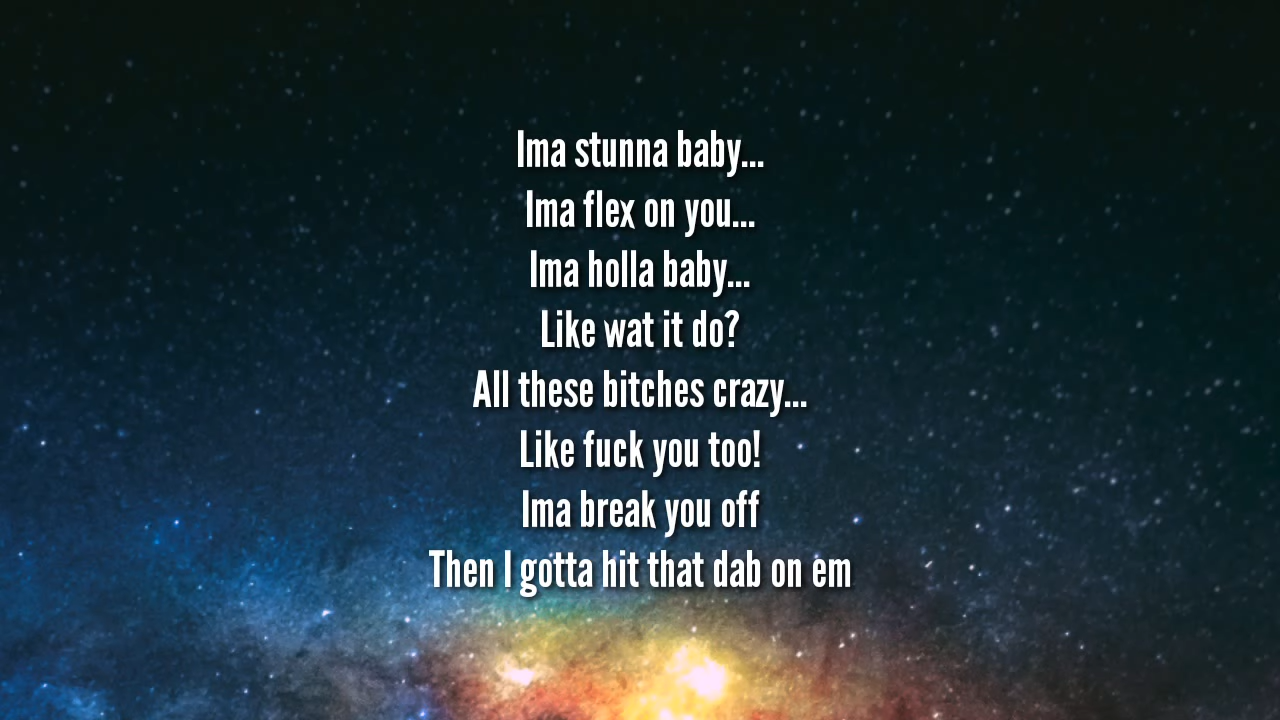 Ima stunna baby...
Ima flex on you...
Ima holla baby...
Like wat it do?
All these bitches crazy...
Like fuck you too!
Ima break you off
Then I gotta hit that dab on em